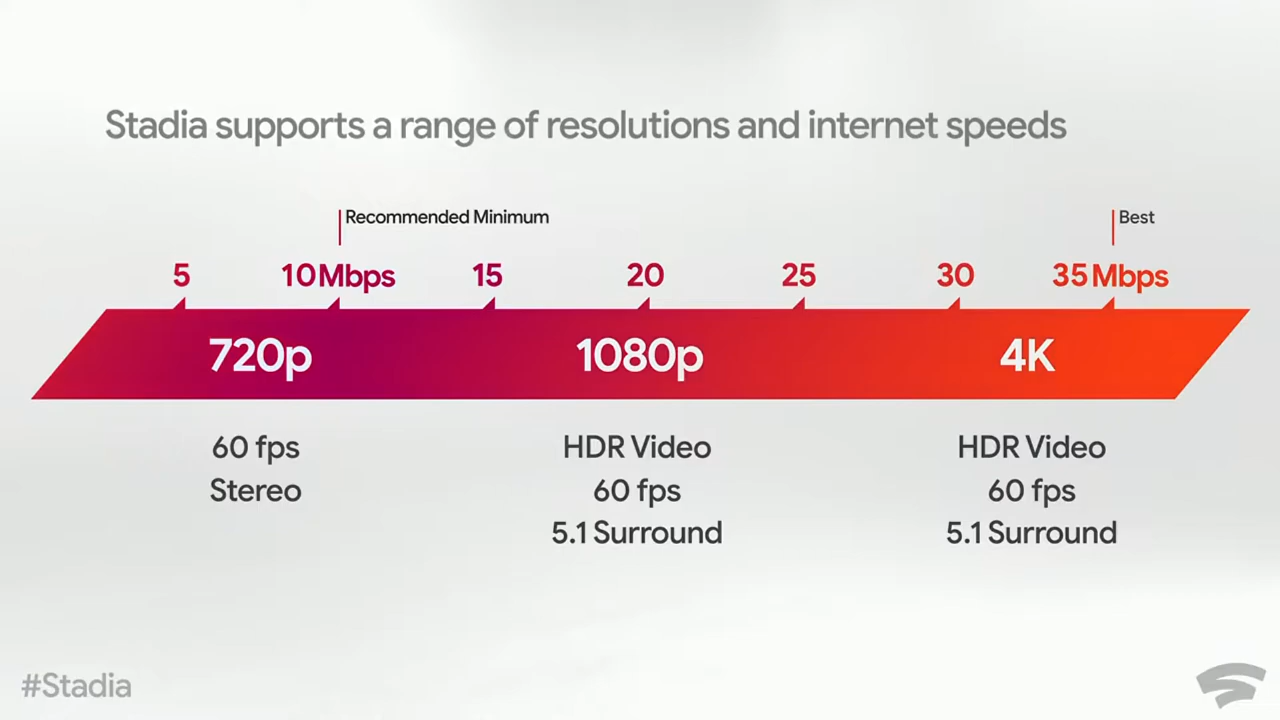 Stadia supports a range of resolutions and internet speeds
Recommended Minimum
Best
5
10 Mbps
15
20
25
30
35 Mbps
720p
1080p
4K
60 fps
Stereo
HDR Video
60 fps
5.1 Surround
HDR Video
60 fps
5.1 Surround
#Stadia